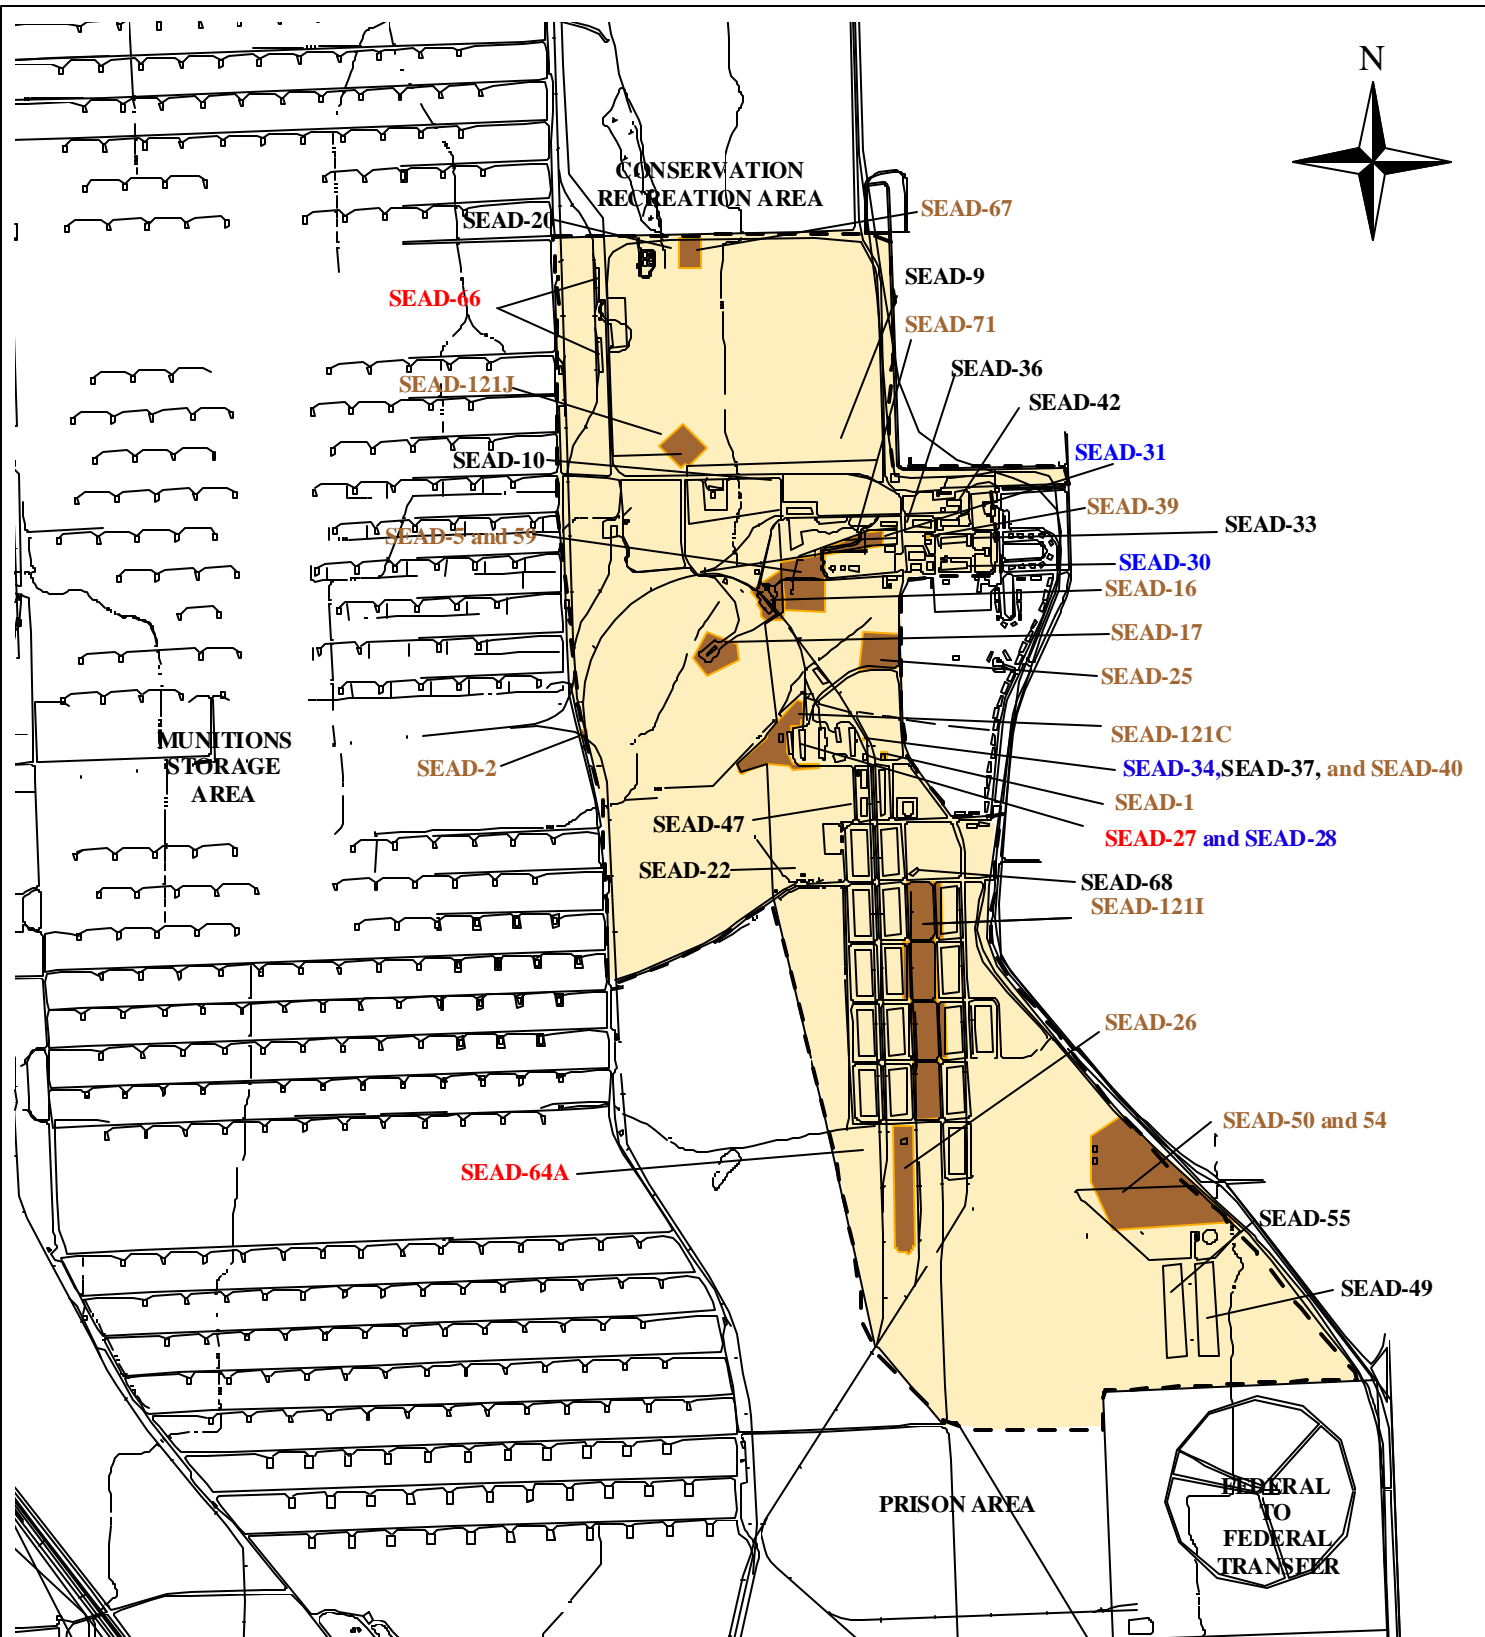 N
CONSERVATION
RECREATION AREA
SEAD-67
SEAD-20
SEAD-9
SEAD-66
SEAD-71
SEAD-36
SEAD-121J
SEAD-42
SEAD-10
SEAD-31
SEAD-39
SEAD-33
SEAD-5 and 59
SEAD-30
SEAD-16
SEAD-17
SEAD-25
SEAD-121C
MUNITIONS
STORAGE
AREA
SEAD-2
SEAD-34,SEAD-37, and SEAD-40
SEAD-1
SEAD-47
SEAD-27 and SEAD-28
SEAD-22
SEAD-68
SEAD-121I
SEAD-26
SEAD-50 and 54
SEAD-64A
SEAD-55
SEAD-49
PRISON AREA
FEDERAL
TO
FEDERAL
TRANSFER